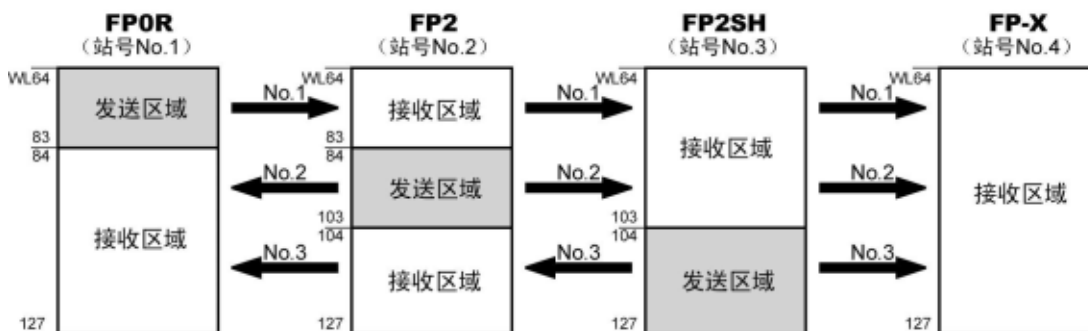 FP0R
(站号No.1)
FP2
(站号No.2)
FP2SH
(站号No.3)
FP-X
(站号No.4)
WL64
发送区域
83
84
接收区域
127
No.1
No.2
No.3
WL64
接收区域
83
84
发送区域
103
104
接收区域
127
No.1
No.2
No.3
WL64
接收区域
103
104
发送区域
127
No.1
No.2
No.3
WL64
接收区域
127